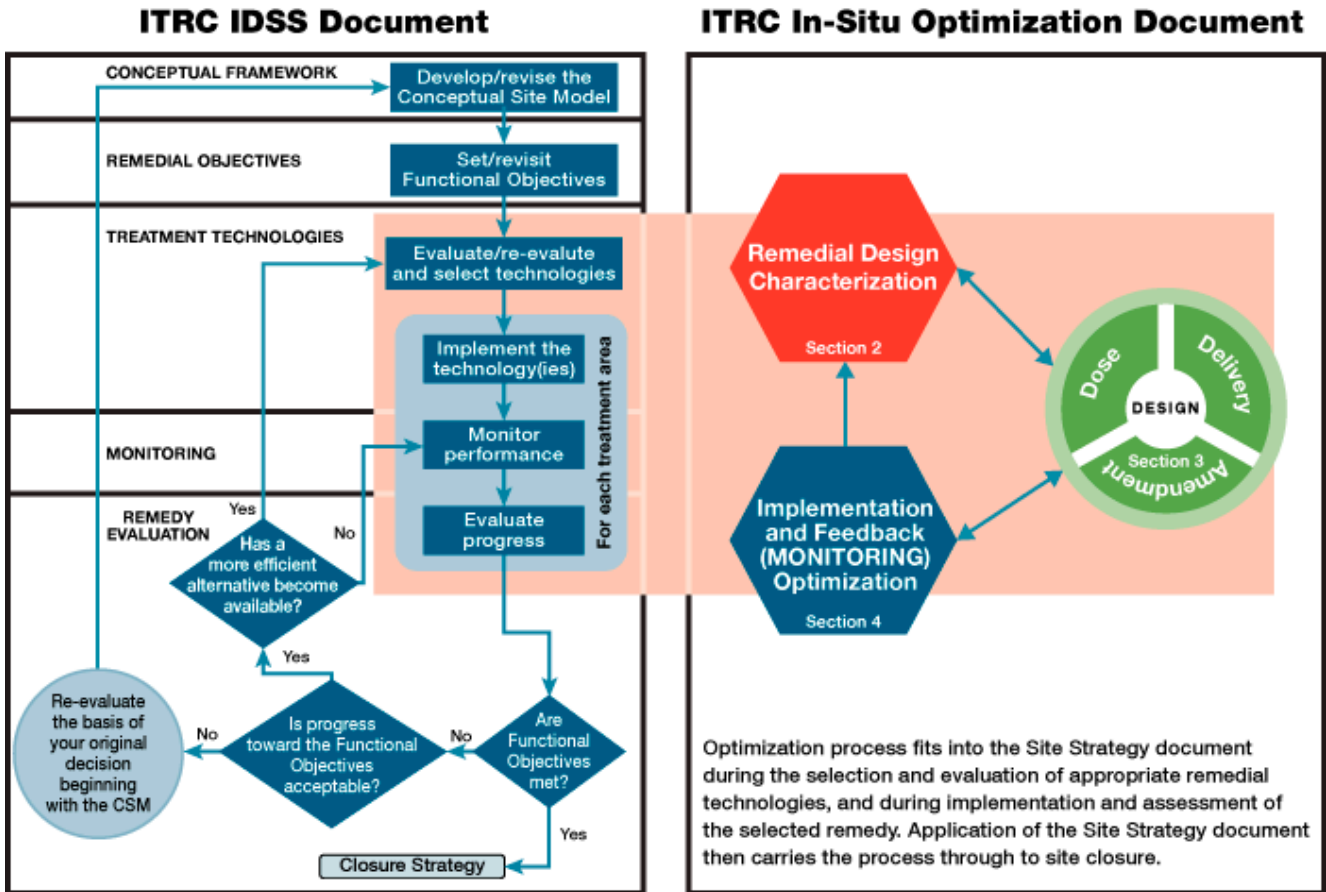 ITRC IDSS Document
CONCEPTUAL FRAMEWORK
Develop/revise the
Conceptual Site Model
REMEDIAL OBJECTIVES
Set/revisit
Functional Objectives
TREATMENT TECHNOLOGIES
Evaluate/re-evalute
and select technologies
Implement the
technology(ies)
For each treatment area
MONITORING
Monitor
performance
REMEDY
EVALUATION
Evaluate
progress
Yes
No
Has a
more efficient
alternative become
available?
Yes
Re-evaluate
the basis of
your original
decision
beginning
with the CSM
No
Is progress
toward the Functional
Objectives
acceptable?
No
Are
Functional
Objectives
met?
Yes
Closure Strategy
ITRC In-Situ Optimization Document
Remedial Design
Characterization
Section 2
Dose
Delivery
DESIGN
Section 3
Amendment
Implementation
and Feedback
(MONITORING)
Optimization
Section 4
Optimization process fits into the Site Strategy document
during the selection and evaluation of appropriate remedial
technologies, and during implementation and assessment of
the selected remedy. Application of the Site Strategy document
then carries the process through to site closure.